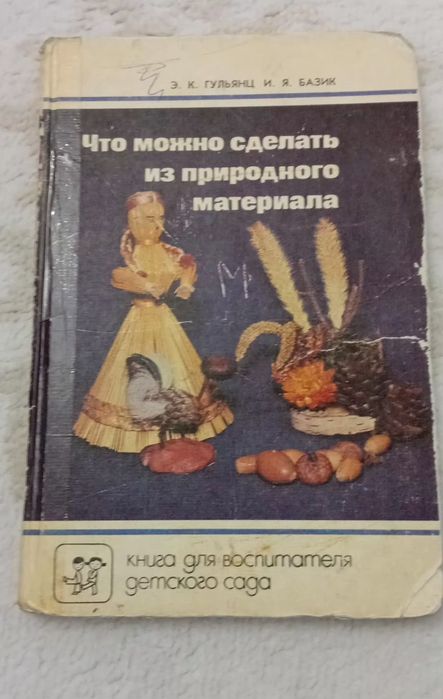 Э. К. ГУЛЬЯНЦ И. Я. БАЗИК
Что можно сделать
из природного
материала
М
книга для воспитателя
детского сада